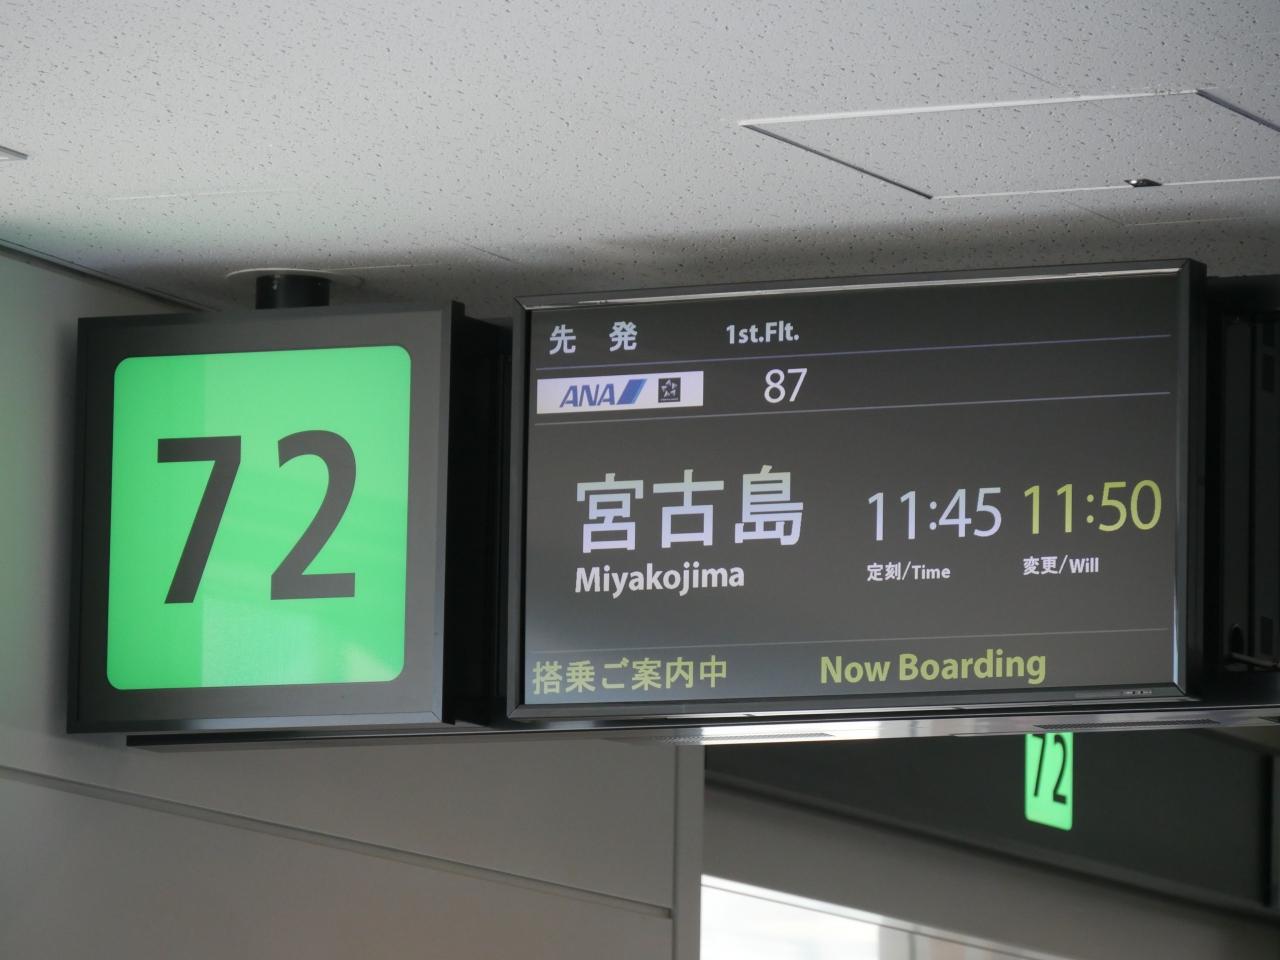 72
先 発 1st.Flt.
ANA 87
宮古島 11:45 11:50
Miyakojima 定刻/Time 変更/Will
搭乗ご案内中 Now Boarding
72